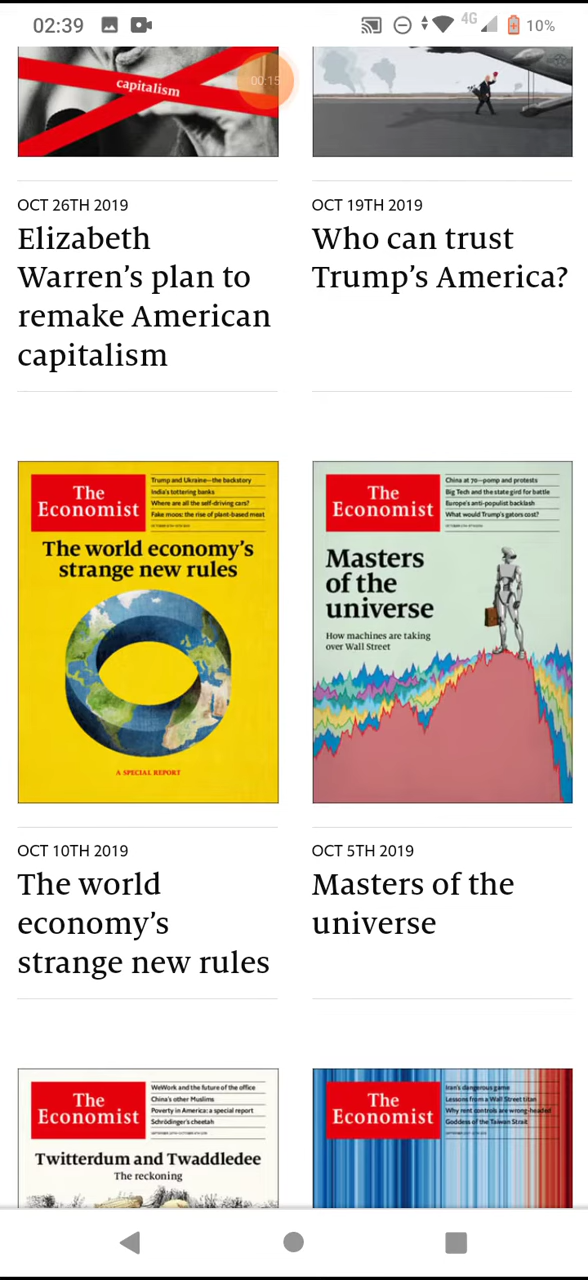 02:39
4G
10%
capitalism
00:15
OCT 26TH 2019
Elizabeth
Warren’s plan to
remake American
capitalism
OCT 19TH 2019
Who can trust
Trump’s America?
The
Economist
Trump and Ukraine—the backstory
India's tottering banks
Where are all the self-driving cars?
Fake moos: the rise of plant-based meat
The world economy’s
strange new rules
A SPECIAL REPORT
The
Economist
China at 70—pomp and protests
Big Tech and the state gird for battle
Europe's anti-populist backlash
What would Trump's gators cost?
Masters
of the
universe
How machines are taking
over Wall Street
OCT 10TH 2019
The world
economy’s
strange new rules
OCT 5TH 2019
Masters of the
universe
The
Economist
WeWork and the future of the office
China's other Muslims
Poverty in America: a special report
Schrödinger's cheetah
Twitterdum and Twaddledee
The reckoning
The
Economist
Iran's dangerous game
Lessons from a Wall Street titan
Why rent controls are wrong-headed
Goddess of the Taiwan Strait